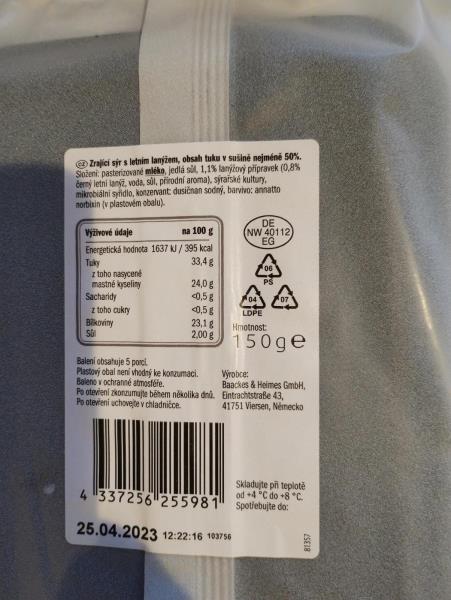 CZ Zrající sýr s letním lanýžem, obsah tuku v sušině nejméně 50%.
Složení: pasterizované mléko, jedlá sůl, 1,1% lanýžový přípravek (0,8%
černý letní lanýž, voda, sůl, přírodní aroma), sýrařské kultury,
mikrobiální syřidlo, konzervant: dusičnan sodný, barvivo: annatto
norbixin (v plastovém obalu).
Výživové údaje na 100 g
Energetická hodnota 1637 kJ / 395 kcal
Tuky 33,4 g
z toho nasycené
mastné kyseliny 24,0 g
Sacharidy <0,5 g
z toho cukry <0,5 g
Bílkoviny 23,1 g
Sůl 2,00 g
DE
NW 40112
EG
06
PS
04
LDPE
07
Hmotnost:
150g e
Balení obsahuje 5 porcí.
Plastový obal není vhodný ke konzumaci.
Baleno v ochranné atmosféře.
Po otevření zkonzumujte během několika dnů.
Po otevření uchovejte v chladničce.
Výrobce:
Baackes & Heimes GmbH,
Eintrachtstraße 43,
41751 Viersen, Německo
4 337256 255981
Skladujte při teplotě
od +4 °C do +8 °C.
Spotřebujte do:
25.04.2023 12:22:16 103756
81357